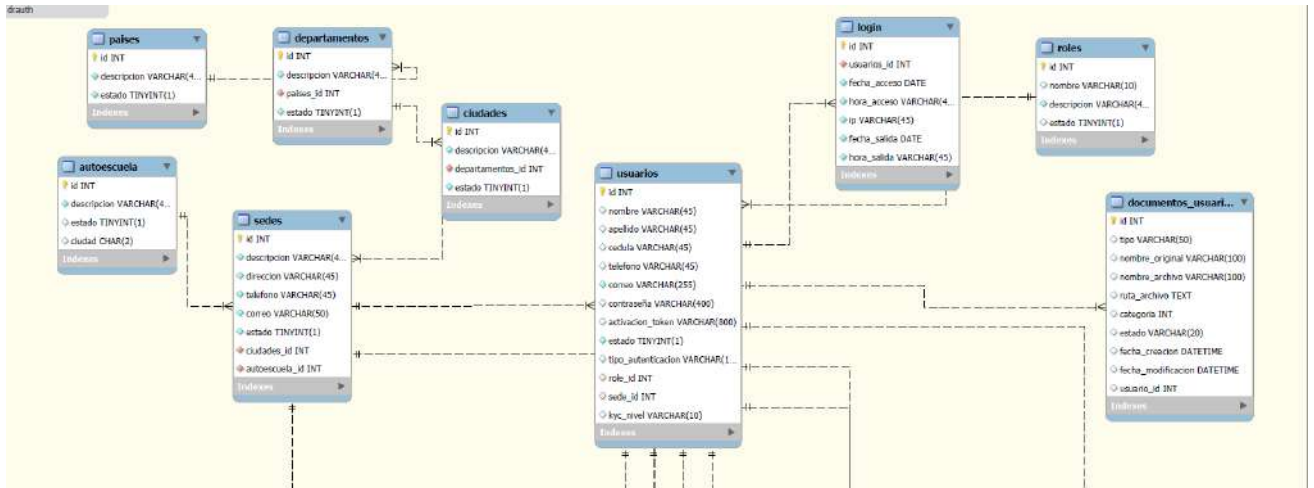 drauth
paises
id INT
descripcion VARCHAR(4...
estado TINYINT(1)
Indexes
departamentos
id INT
descripcion VARCHAR(4...
paises_id INT
estado TINYINT(1)
Indexes
ciudades
id INT
descripcion VARCHAR(4...
departamentos_id INT
estado TINYINT(1)
Indexes
autoescuela
id INT
descripcion VARCHAR(4...
estado TINYINT(1)
ciudad CHAR(2)
Indexes
sedes
id INT
descripcion VARCHAR(4...
direccion VARCHAR(45)
telefono VARCHAR(45)
correo VARCHAR(50)
estado TINYINT(1)
ciudades_id INT
autoescuela_id INT
Indexes
usuarios
id INT
nombre VARCHAR(45)
apellido VARCHAR(45)
cedula VARCHAR(45)
telefono VARCHAR(45)
correo VARCHAR(255)
contraseña VARCHAR(400)
activacion_token VARCHAR(800)
estado TINYINT(1)
tipo_autenticacion VARCHAR(1...
role_id INT
sede_id INT
kyc_nivel VARCHAR(10)
Indexes
login
id INT
usuarios_id INT
fecha_acceso DATE
hora_acceso VARCHAR(4...
ip VARCHAR(45)
fecha_salida DATE
hora_salida VARCHAR(45)
Indexes
roles
id INT
nombre VARCHAR(10)
descripcion VARCHAR(4...
estado TINYINT(1)
Indexes
documentos_usuari...
id INT
tipo VARCHAR(50)
nombre_original VARCHAR(100)
nombre_archivo VARCHAR(100)
ruta_archivo TEXT
categoria INT
estado VARCHAR(20)
fecha_creacion DATETIME
fecha_modificacion DATETIME
usuario_id INT
Indexes